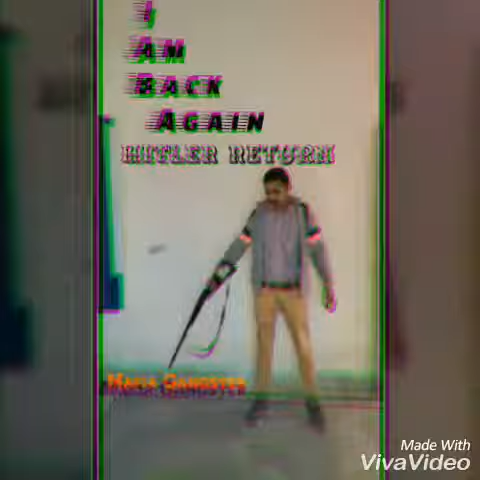 I
AM
BACK
AGAIN
HITLER RETURN
MAFIA GANGSTER
Made With
VivaVideo